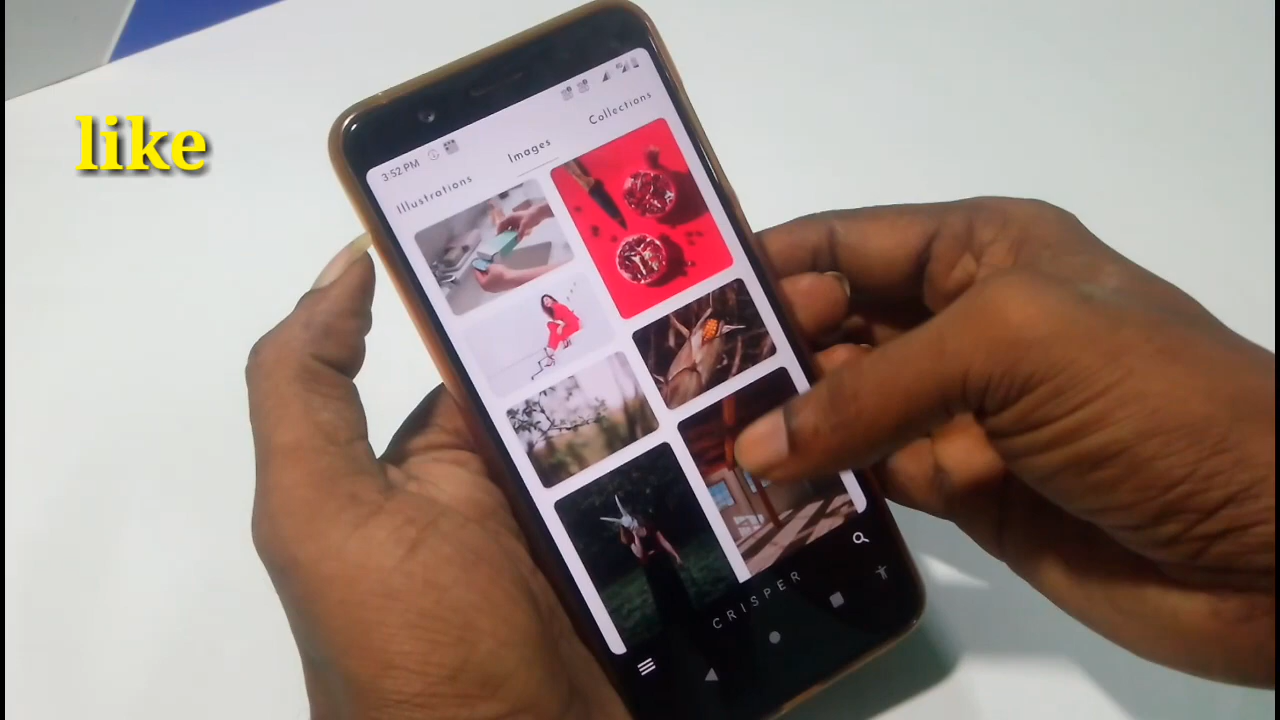 like
3:52 PM
Illustrations
Images
Collections
CRISPER